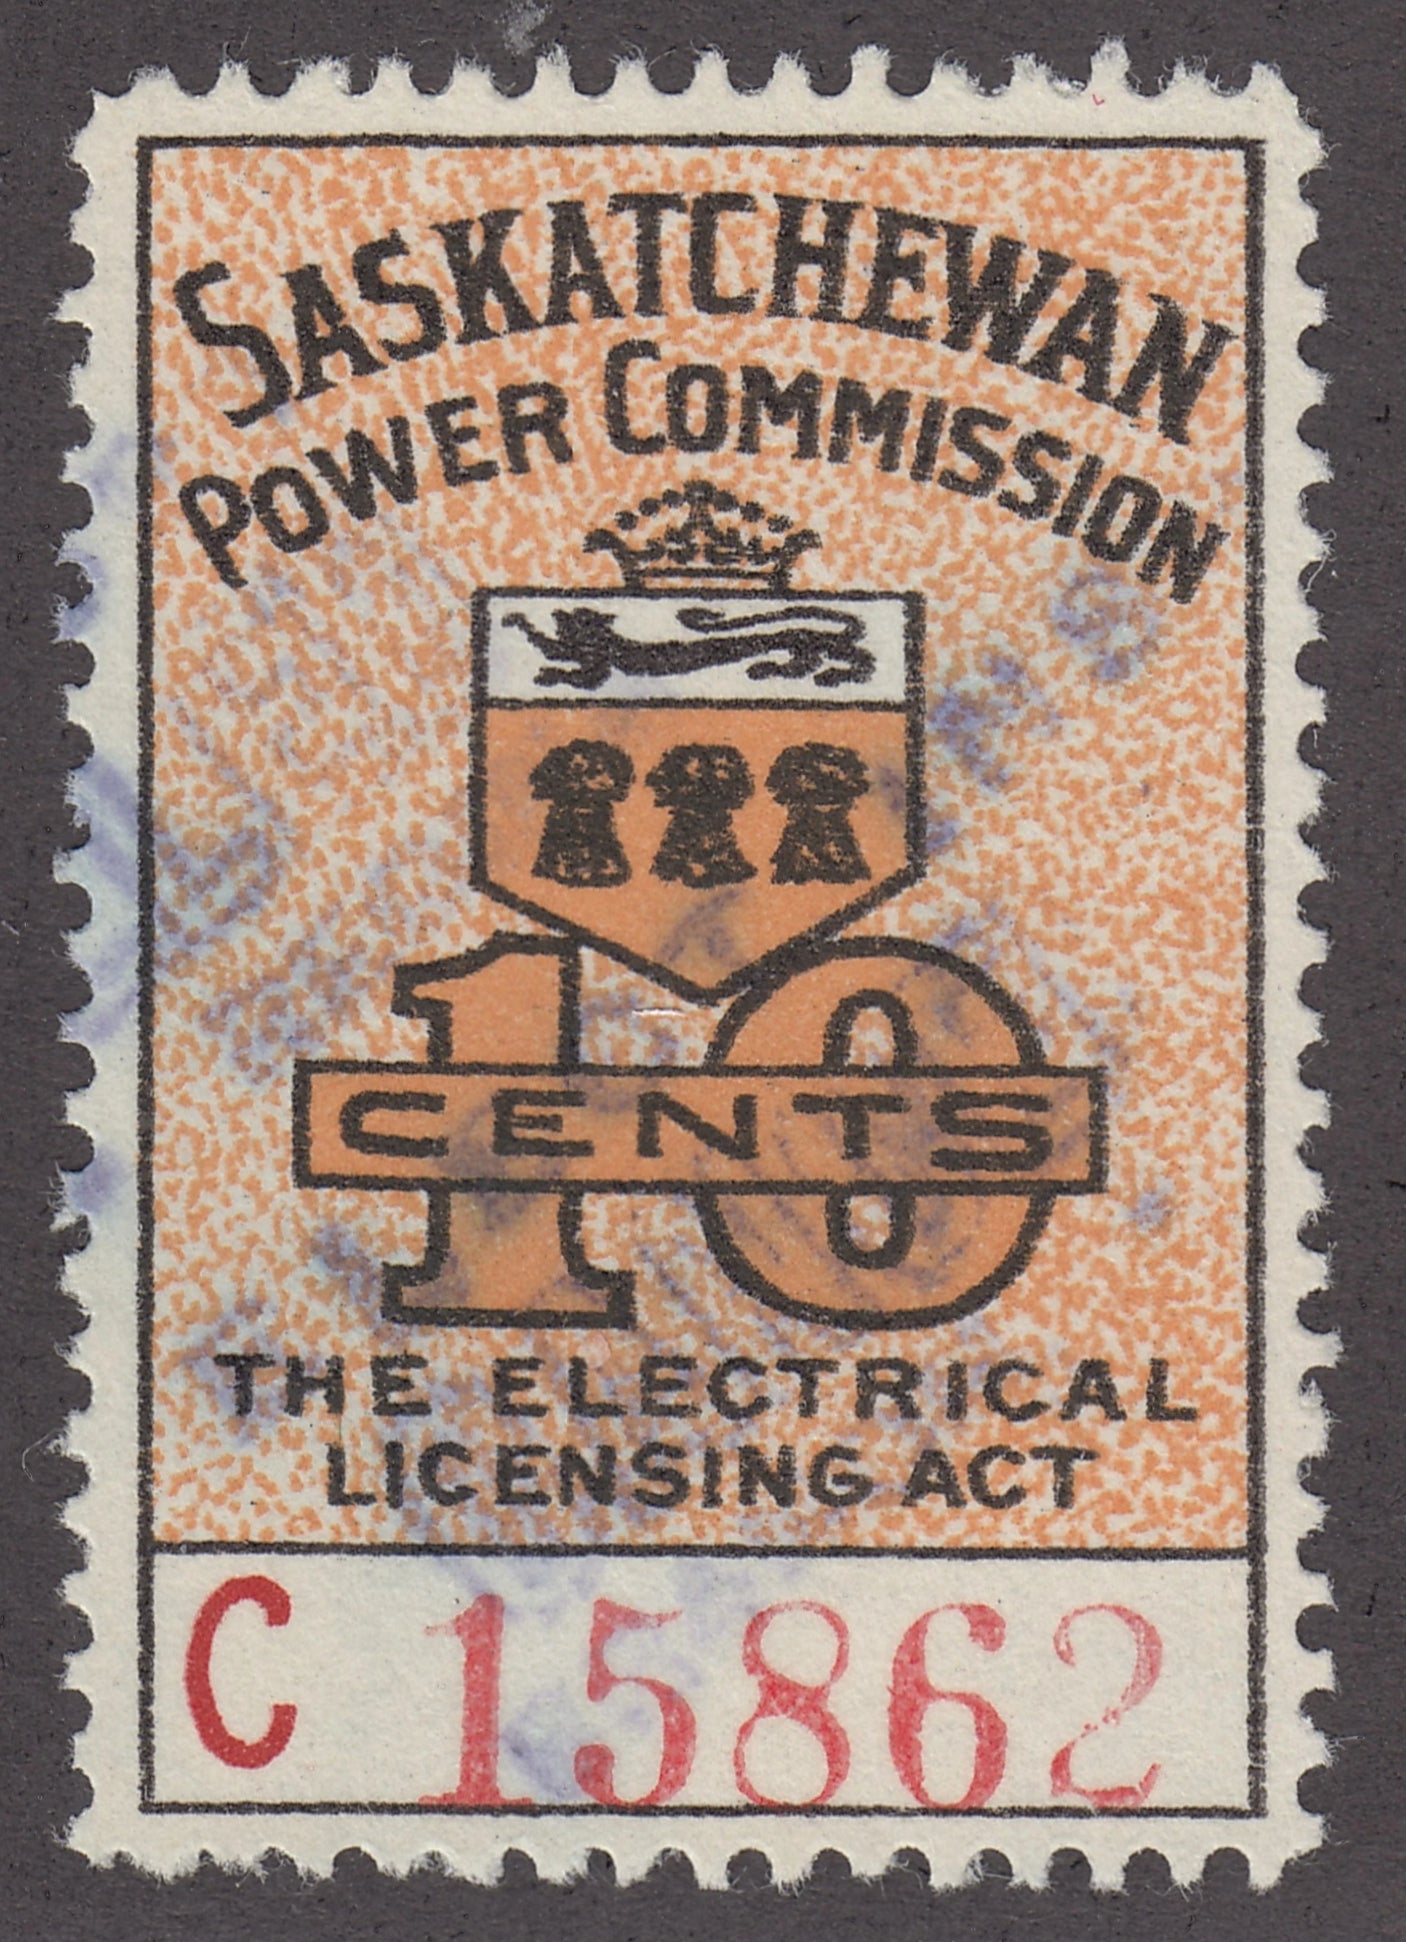 SASKATCHEWAN
POWER COMMISSION
10
CENTS
THE ELECTRICAL
LICENSING ACT
C 15862